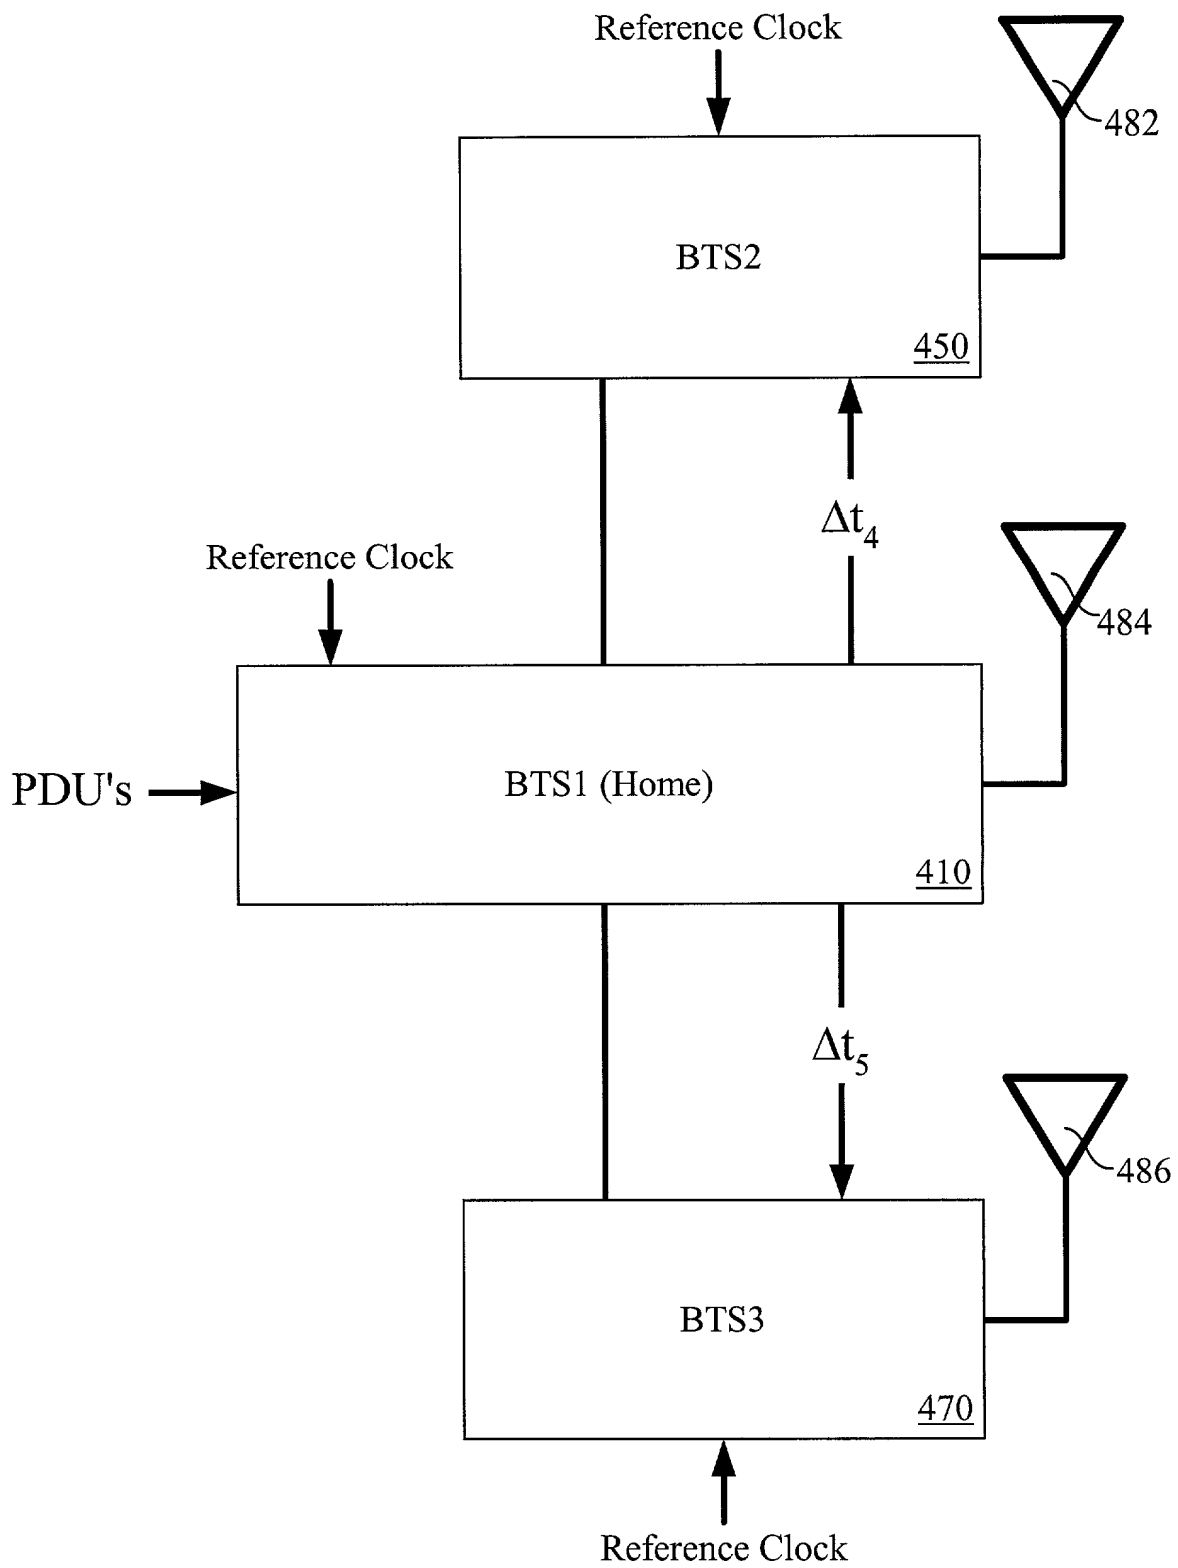 Reference Clock
482
BTS2
450
Δt4
Reference Clock
484
PDU's
BTS1 (Home)
410
Δt5
486
BTS3
470
Reference Clock